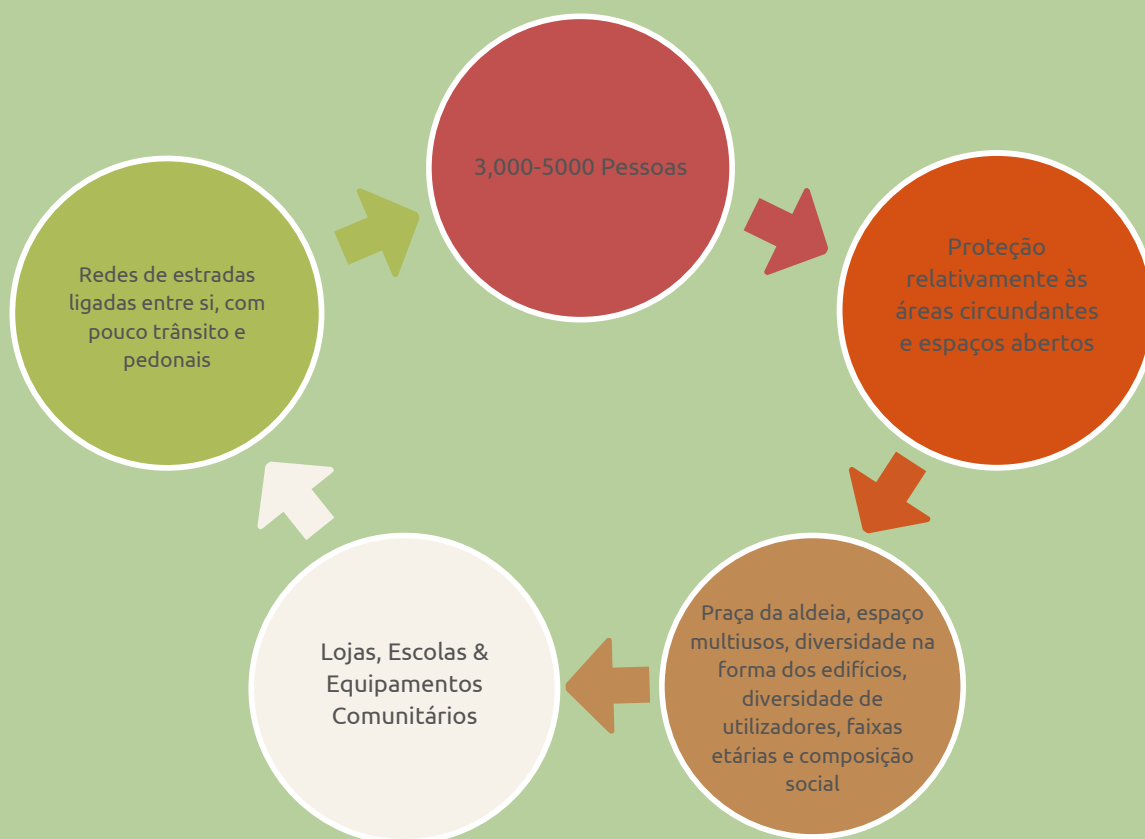 3,000-5000 Pessoas
Proteção
relativamente às
áreas circundantes
e espaços abertos
Praça da aldeia, espaço
multiusos, diversidade na
forma dos edifícios,
diversidade de
utilizadores, faixas
etárias e composição
social
Lojas, Escolas &
Equipamentos
Comunitários
Redes de estradas
ligadas entre si, com
pouco trânsito e
pedonais